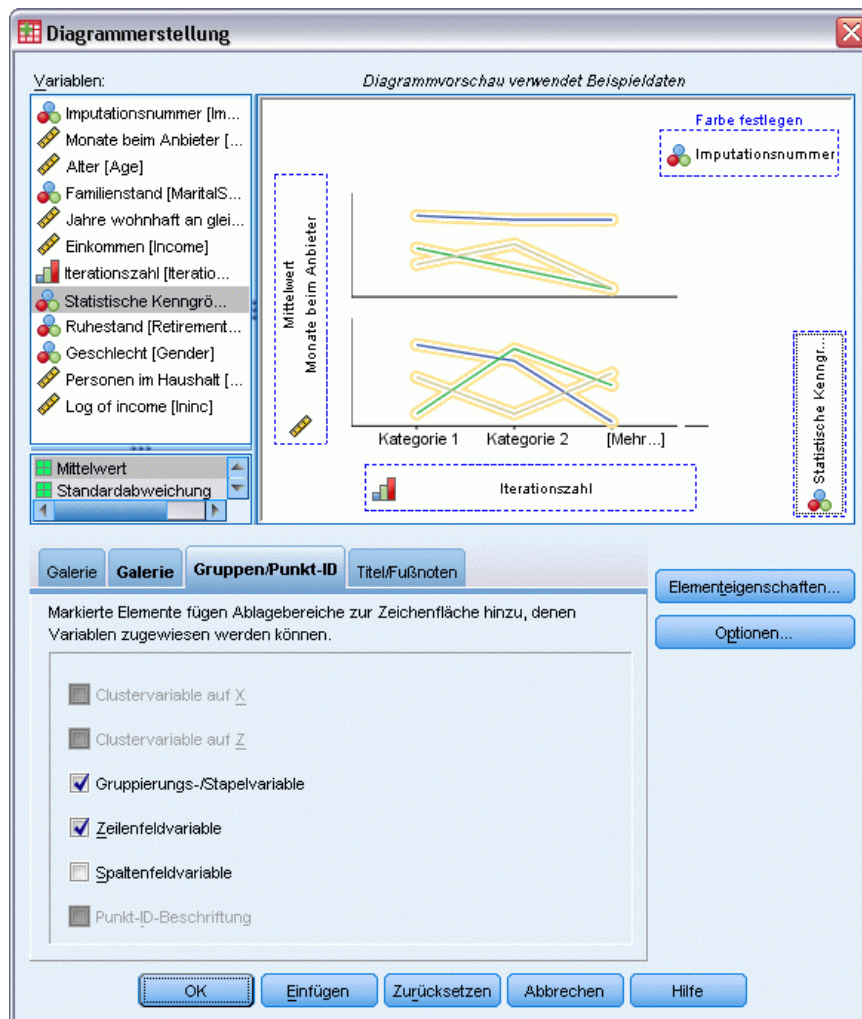 Diagrammerstellung
Variablen:
Diagrammvorschau verwendet Beispieldaten
Imputationsnummer [Im...
Monate beim Anbieter [...
Alter [Age]
Familienstand [MaritalS...
Jahre wohnhaft an glei...
Einkommen [Income]
Iterationszahl [Iteratio...
Statistische Kenngrö...
Ruhestand [Retirement...
Geschlecht [Gender]
Personen im Haushalt [...
Log of income [lninc]
Mittelwert
Standardabweichung
Farbe festlegen
Imputationsnummer
Mittelwert
Monate beim Anbieter
Kategorie 1 Kategorie 2 [Mehr...]
Iterationszahl
Statistische Kenngr...
Galerie Galerie Gruppen/Punkt-ID Titel/Fußnoten
Elementeigenschaften...
Optionen...
Markierte Elemente fügen Ablagebereiche zur Zeichenfläche hinzu, denen
Variablen zugewiesen werden können.
Clustervariable auf X
Clustervariable auf Z
Gruppierungs-/Stapelvariable
Zeilenfeldvariable
Spaltenfeldvariable
Punkt-ID-Beschriftung
OK Einfügen Zurücksetzen Abbrechen Hilfe